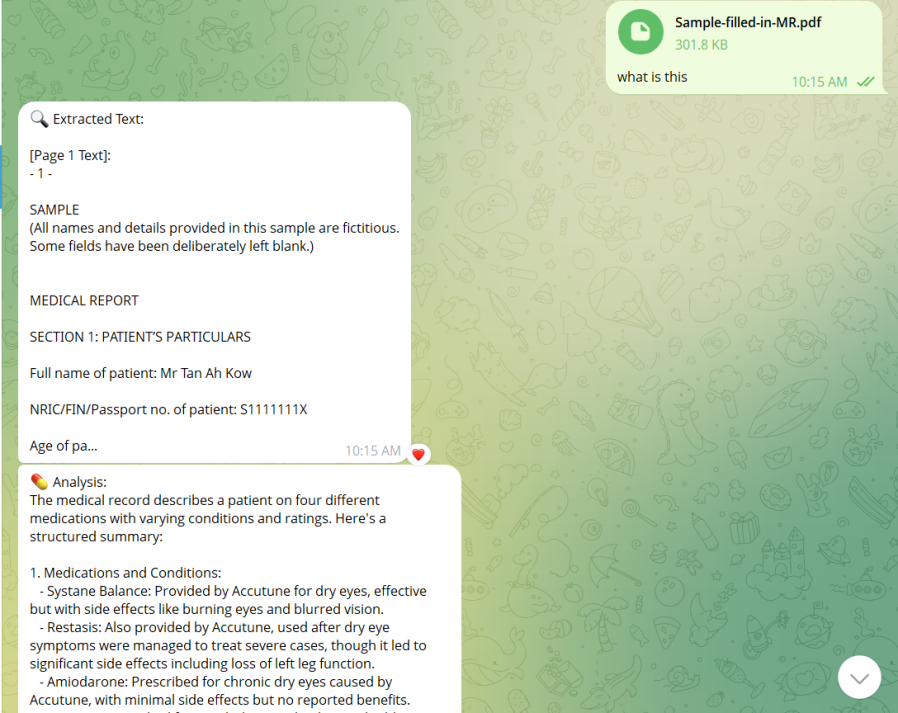 Sample-filled-in-MR.pdf
301.8 KB
what is this
10:15 AM
🔍 Extracted Text:
[Page 1 Text]:
- 1 -
SAMPLE
(All names and details provided in this sample are fictitious.
Some fields have been deliberately left blank.)
MEDICAL REPORT
SECTION 1: PATIENT’S PARTICULARS
Full name of patient: Mr Tan Ah Kow
NRIC/FIN/Passport no. of patient: S1111111X
Age of pa...
10:15 AM
💊 Analysis:
The medical record describes a patient on four different
medications with varying conditions and ratings. Here's a
structured summary:
1. Medications and Conditions:
- Systane Balance: Provided by Accutune for dry eyes, effective
but with side effects like burning eyes and blurred vision.
- Restasis: Also provided by Accutune, used after dry eye
symptoms were managed to treat severe cases, though it led to
significant side effects including loss of left leg function.
- Amiodarone: Prescribed for chronic dry eyes caused by
Accutune, with minimal side effects but no reported benefits.